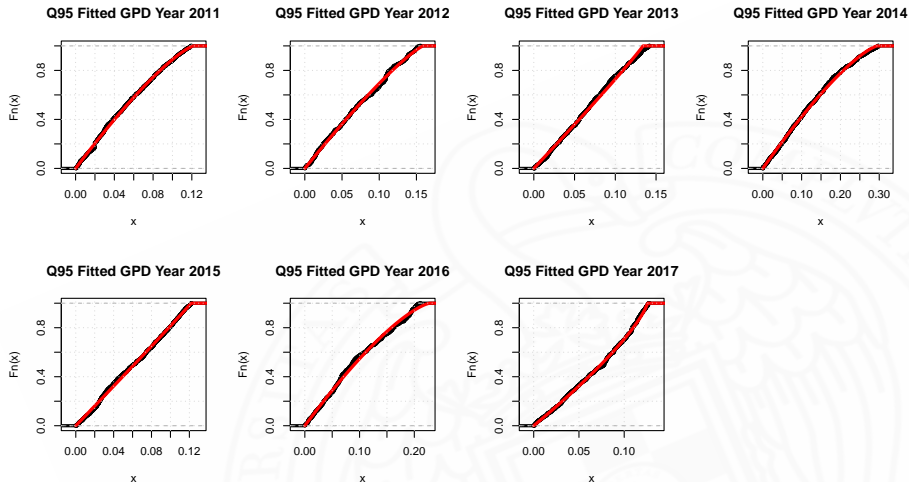 Q95 Fitted GPD Year 2011
Fn(x)
0.0 0.4 0.8
0.00 0.04 0.08 0.12
x
Q95 Fitted GPD Year 2012
Fn(x)
0.0 0.4 0.8
0.00 0.05 0.10 0.15
x
Q95 Fitted GPD Year 2013
Fn(x)
0.0 0.4 0.8
0.00 0.05 0.10 0.15
x
Q95 Fitted GPD Year 2014
Fn(x)
0.0 0.4 0.8
0.00 0.10 0.20 0.30
x
Q95 Fitted GPD Year 2015
Fn(x)
0.0 0.4 0.8
0.00 0.04 0.08 0.12
x
Q95 Fitted GPD Year 2016
Fn(x)
0.0 0.4 0.8
0.00 0.10 0.20
x
Q95 Fitted GPD Year 2017
Fn(x)
0.0 0.4 0.8
0.00 0.05 0.10
x